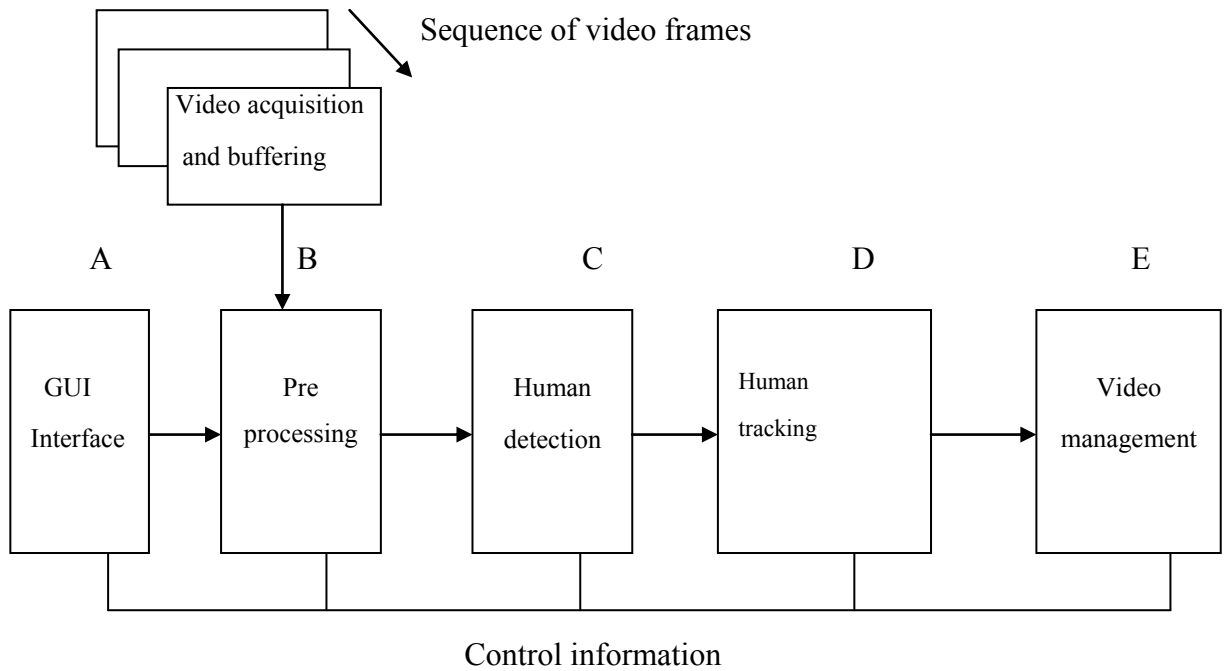 Sequence of video frames
Video acquisition
and buffering
A
B
C
D
E
GUI
Interface
Pre
processing
Human
detection
Human
tracking
Video
management
Control information